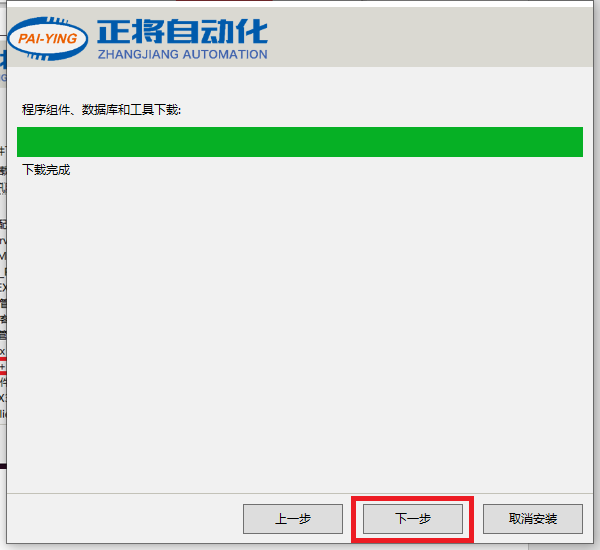 PAI-YING
正将自动化
ZHANGJIANG AUTOMATION
程序组件、数据库和工具下载:
下载完成
上一步
下一步
取消安装